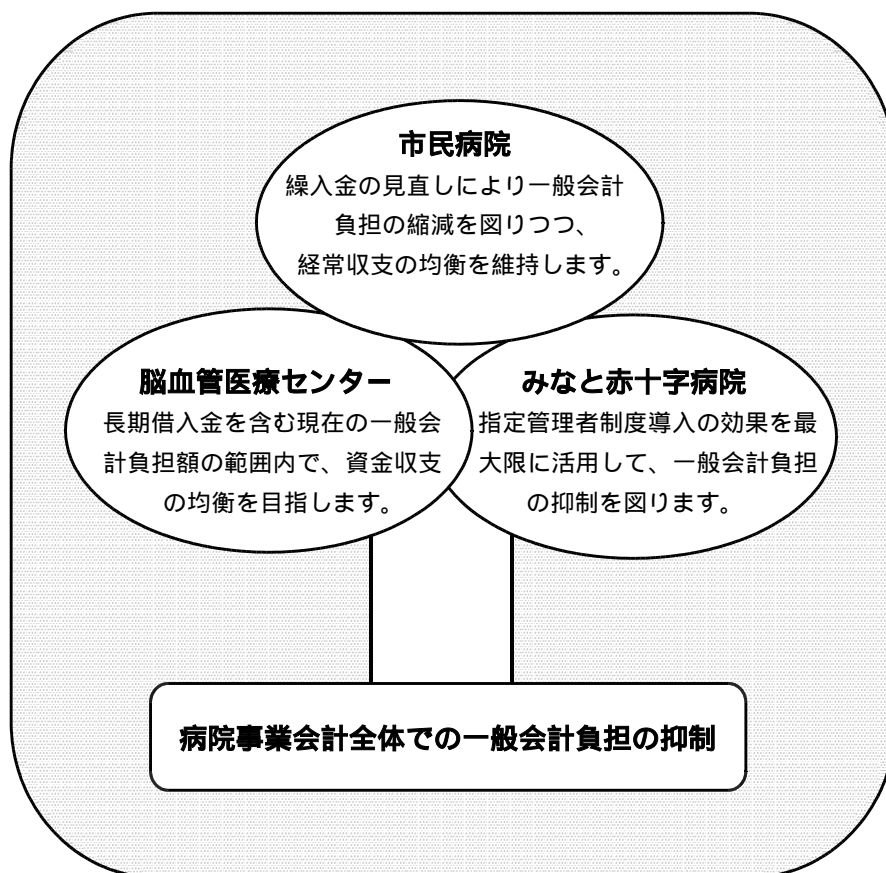 市民病院
繰入金の見直しにより一般会計
負担の縮減を図りつつ、
経常収支の均衡を維持します。
脳血管医療センター
長期借入金を含む現在の一般会
計負担額の範囲内で、資金収支
の均衡を目指します。
みなと赤十字病院
指定管理者制度導入の効果を最
大限に活用して、一般会計負担
の抑制を図ります。
病院事業会計全体での一般会計負担の抑制